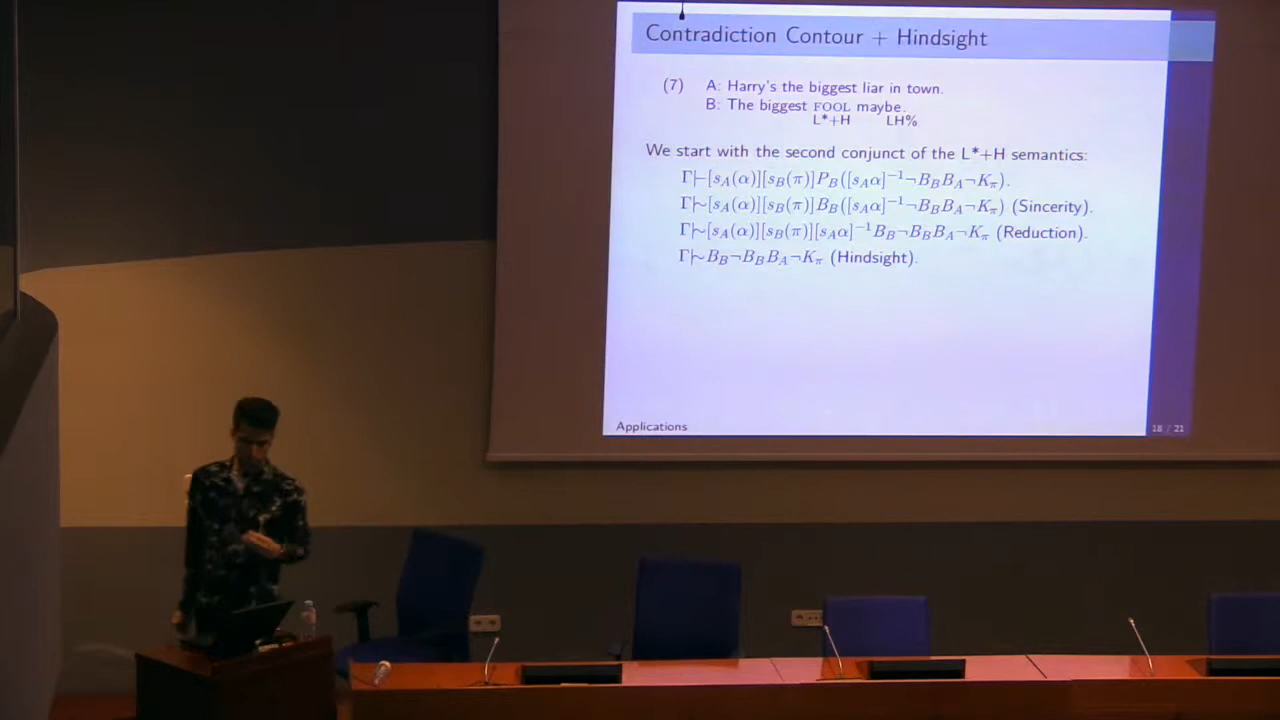 Contradiction Contour + Hindsight
(7) A: Harry's the biggest liar in town.
B: The biggest FOOL maybe.
L*+H LH%
We start with the second conjunct of the L*+H semantics:
Γ⊢[s_A(α)][s_B(π)]P_B([s_Aα]⁻¹¬B_BB_A¬K_π).
Γ|~[s_A(α)][s_B(π)]B_B([s_Aα]⁻¹¬B_BB_A¬K_π) (Sincerity).
Γ|~[s_A(α)][s_B(π)][s_Aα]⁻¹B_B¬B_BB_A¬K_π (Reduction).
Γ|~B_B¬B_BB_A¬K_π (Hindsight).
Applications
18 / 21